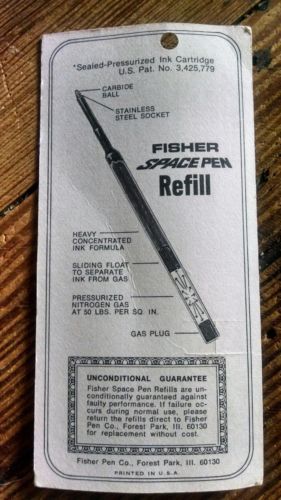 *Sealed-Pressurized Ink Cartridge
U.S. Pat. No. 3,425,779
CARBIDE
BALL
STAINLESS
STEEL SOCKET
FISHER
SPACE PEN
Refill
HEAVY
CONCENTRATED
INK FORMULA
SLIDING FLOAT
TO SEPARATE
INK FROM GAS
PRESSURIZED
NITROGEN GAS
AT 50 LBS. PER SQ. IN.
GAS PLUG
UNCONDITIONAL GUARANTEE
Fisher Space Pen Refills are un-
conditionally guaranteed against
faulty performance. If failure oc-
curs during normal use, please
return the refills direct to Fisher
Pen Co., Forest Park, Ill. 60130
for replacement without cost.
Fisher Pen Co., Forest Park, Ill. 60130
PRINTED IN U.S.A.